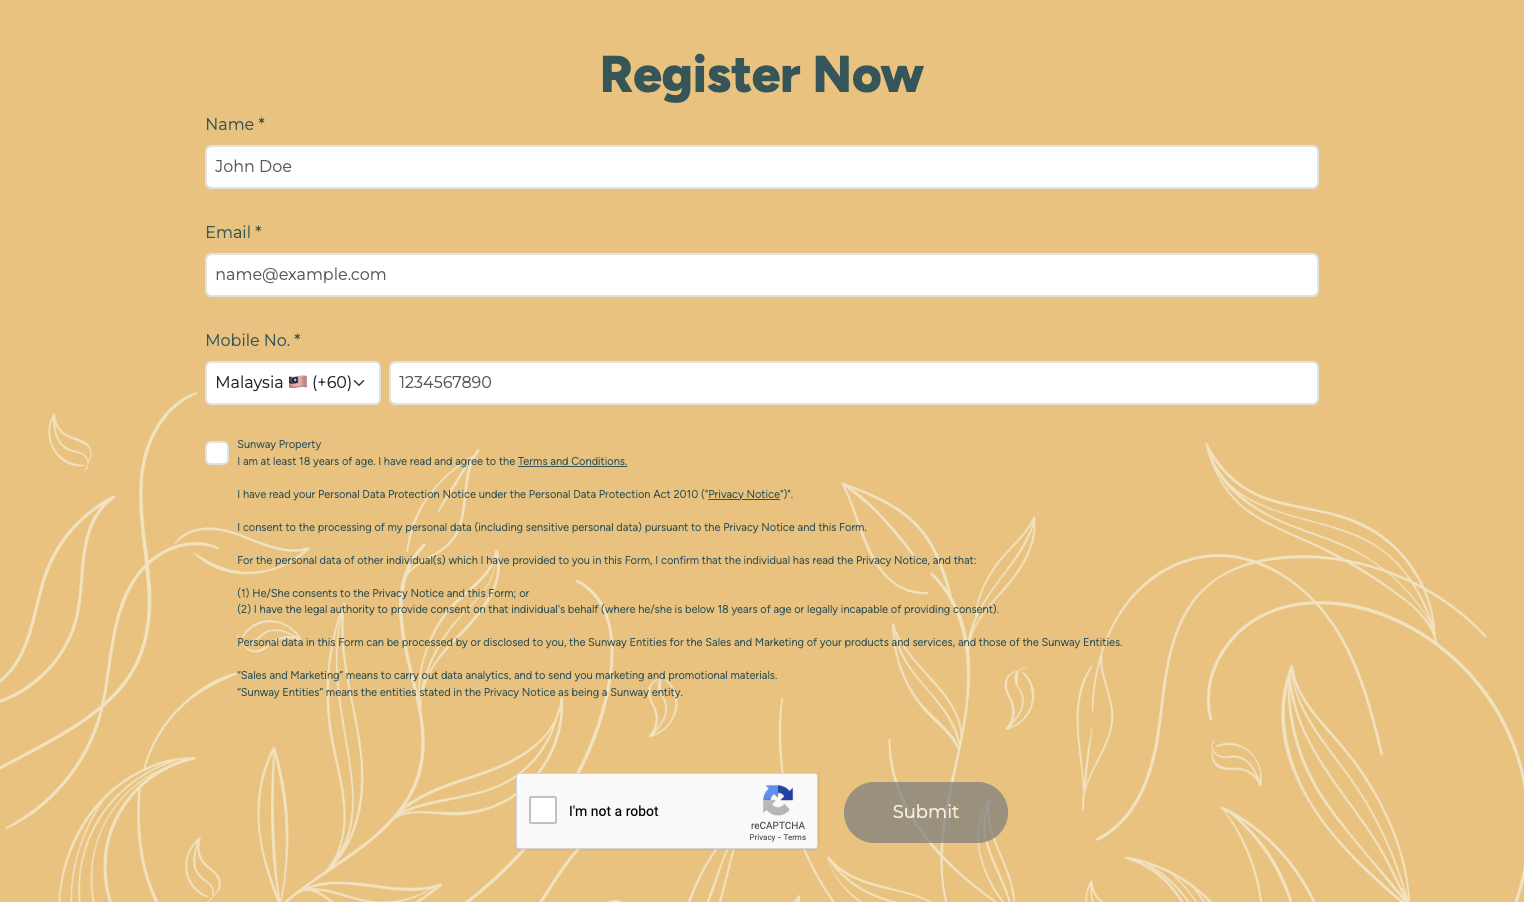 Register Now
Name *
John Doe
Email *
name@example.com
Mobile No. *
Malaysia 🇲🇾 (+60)
1234567890
Sunway Property
I am at least 18 years of age. I have read and agree to the Terms and Conditions.
I have read your Personal Data Protection Notice under the Personal Data Protection Act 2010 ("Privacy Notice")".
I consent to the processing of my personal data (including sensitive personal data) pursuant to the Privacy Notice and this Form.
For the personal data of other individual(s) which I have provided to you in this Form, I confirm that the individual has read the Privacy Notice, and that:
(1) He/She consents to the Privacy Notice and this Form; or
(2) I have the legal authority to provide consent on that individual's behalf (where he/she is below 18 years of age or legally incapable of providing consent).
Personal data in this Form can be processed by or disclosed to you, the Sunway Entities for the Sales and Marketing of your products and services, and those of the Sunway Entities.
“Sales and Marketing” means to carry out data analytics, and to send you marketing and promotional materials.
“Sunway Entities” means the entities stated in the Privacy Notice as being a Sunway entity.
I'm not a robot
reCAPTCHA
Privacy - Terms
Submit